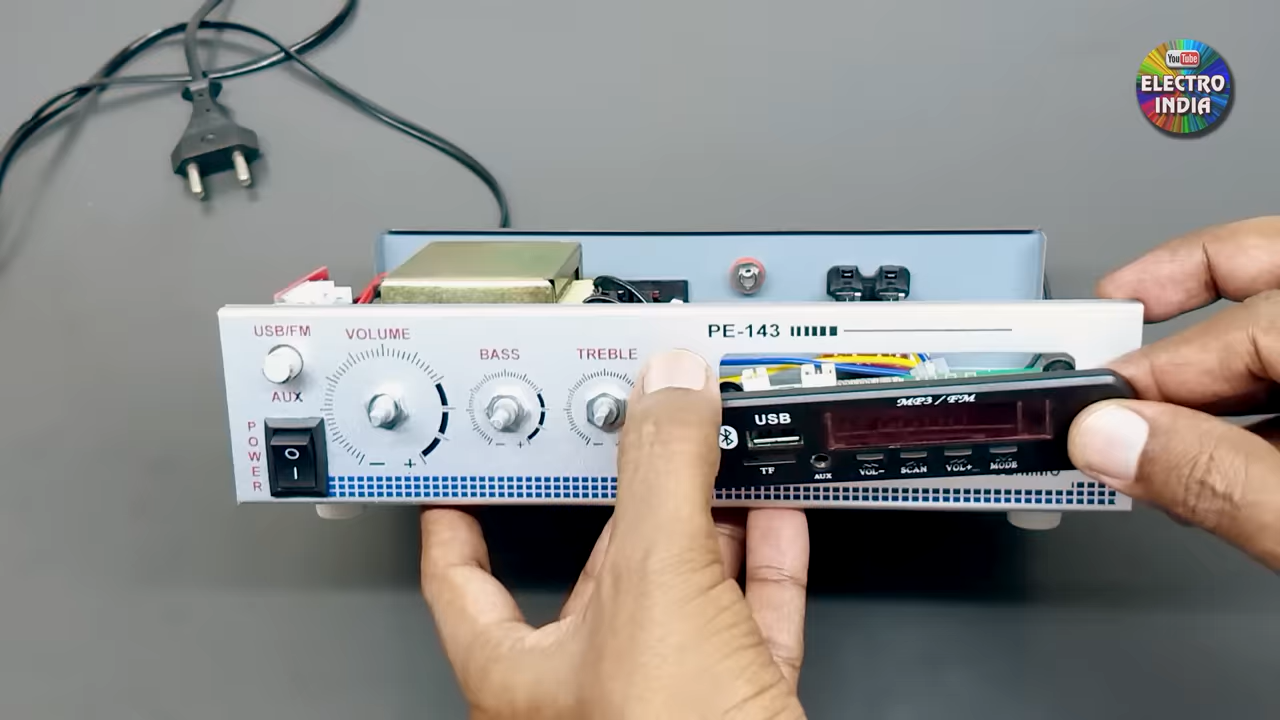 YouTube
ELECTRO
INDIA
USB/FM
VOLUME
BASS
TREBLE
PE-143
AUX
POWER
O
I
− +
− +
−
MP3/FM
USB
TF
AUX
VOL−
SCAN
VOL+
MODE